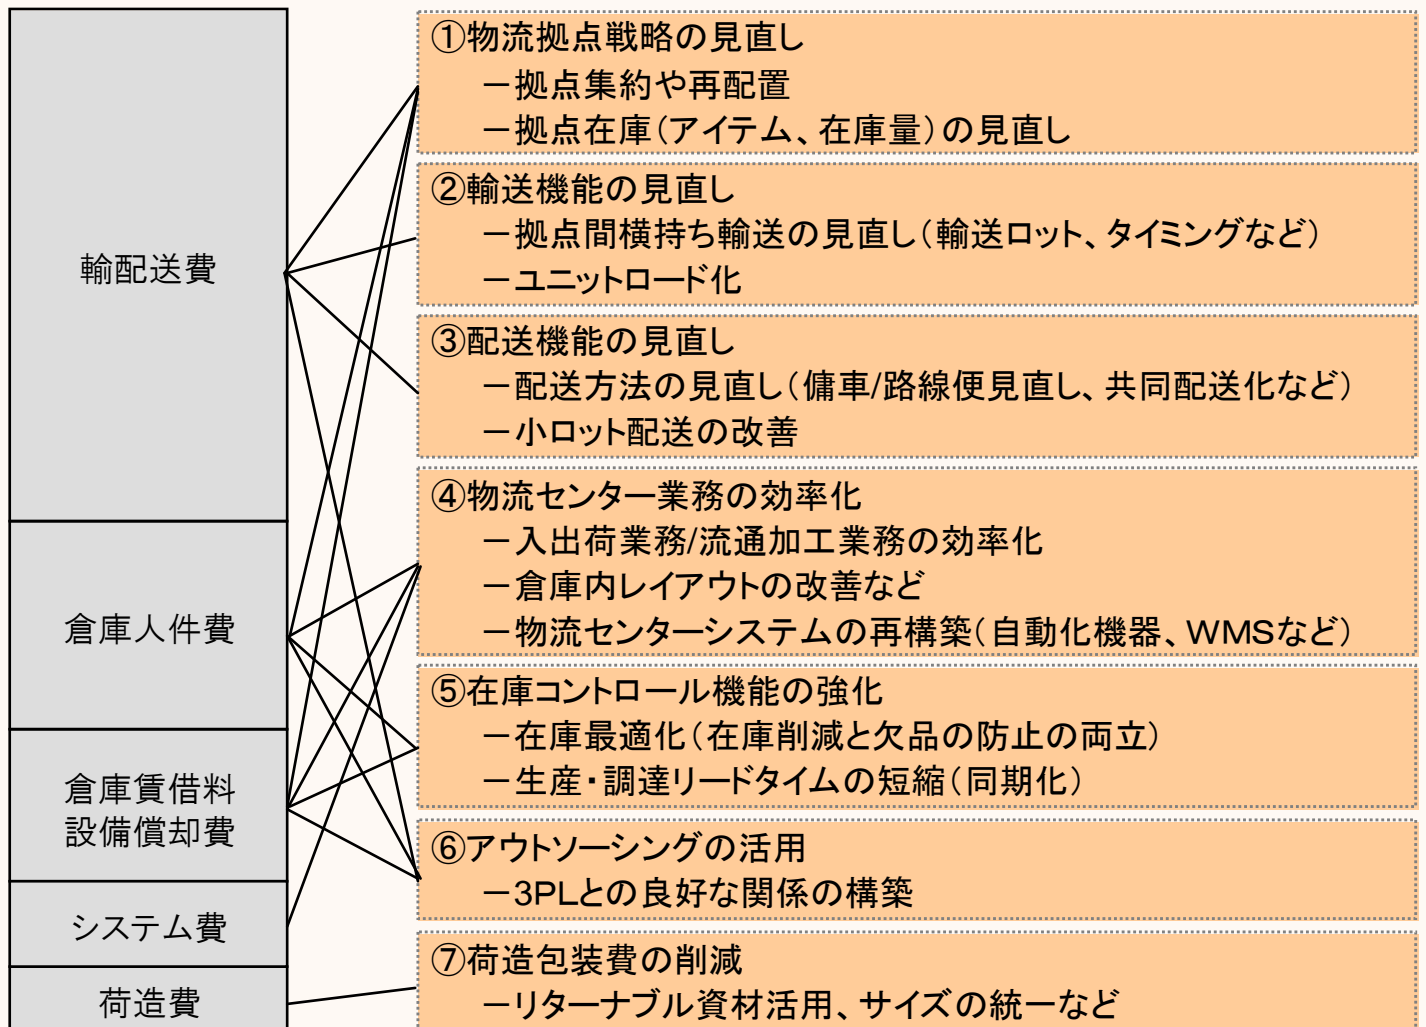 輸配送費
倉庫人件費
倉庫賃借料
設備償却費
システム費
荷造費
①物流拠点戦略の見直し
－拠点集約や再配置
－拠点在庫（アイテム、在庫量）の見直し
②輸送機能の見直し
－拠点間横持ち輸送の見直し（輸送ロット、タイミングなど）
－ユニットロード化
③配送機能の見直し
－配送方法の見直し（傭車/路線便見直し、共同配送化など）
－小ロット配送の改善
④物流センター業務の効率化
－入出荷業務/流通加工業務の効率化
－倉庫内レイアウトの改善など
－物流センターシステムの再構築（自動化機器、WMSなど）
⑤在庫コントロール機能の強化
－在庫最適化（在庫削減と欠品の防止の両立）
－生産・調達リードタイムの短縮（同期化）
⑥アウトソーシングの活用
－3PLとの良好な関係の構築
⑦荷造包装費の削減
－リターナブル資材活用、サイズの統一など